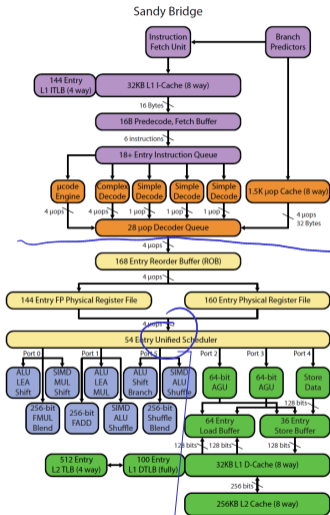 Sandy Bridge
Instruction
Fetch Unit
Branch
Predictors
144 Entry
L1 ITLB (4 way)
32KB L1 I-Cache (8 way)
16 Bytes
16B Predecode, Fetch Buffer
6 instructions
18+ Entry Instruction Queue
µcode
Engine
Complex
Decode
Simple
Decode
Simple
Decode
Simple
Decode
1.5K µop Cache (8 way)
4 µops
4 µops
1 µop
1 µop
1 µop
4 µops
32 Bytes
28 µop Decoder Queue
4 µops
168 Entry Reorder Buffer (ROB)
4 µops
144 Entry FP Physical Register File
160 Entry Physical Register File
4 µops
54 Entry Unified Scheduler
Port 0
Port 1
Port 5
Port 2
Port 3
Port 4
ALU
LEA
Shift
SIMD
MUL
Shift
ALU
LEA
MUL
SIMD
ALU
Shuffle
ALU
Shift
Branch
SIMD
ALU
Shuffle
64-bit
AGU
64-bit
AGU
Store
Data
256-bit
FMUL
Blend
256-bit
FADD
256-bit
Shuffle
Blend
128 bits
64 Entry
Load Buffer
36 Entry
Store Buffer
128 bits
128 bits
128 bits
512 Entry
L2 TLB (4 way)
100 Entry
L1 DTLB (fully)
32KB L1 D-Cache (8 way)
256 bits
256KB L2 Cache (8 way)